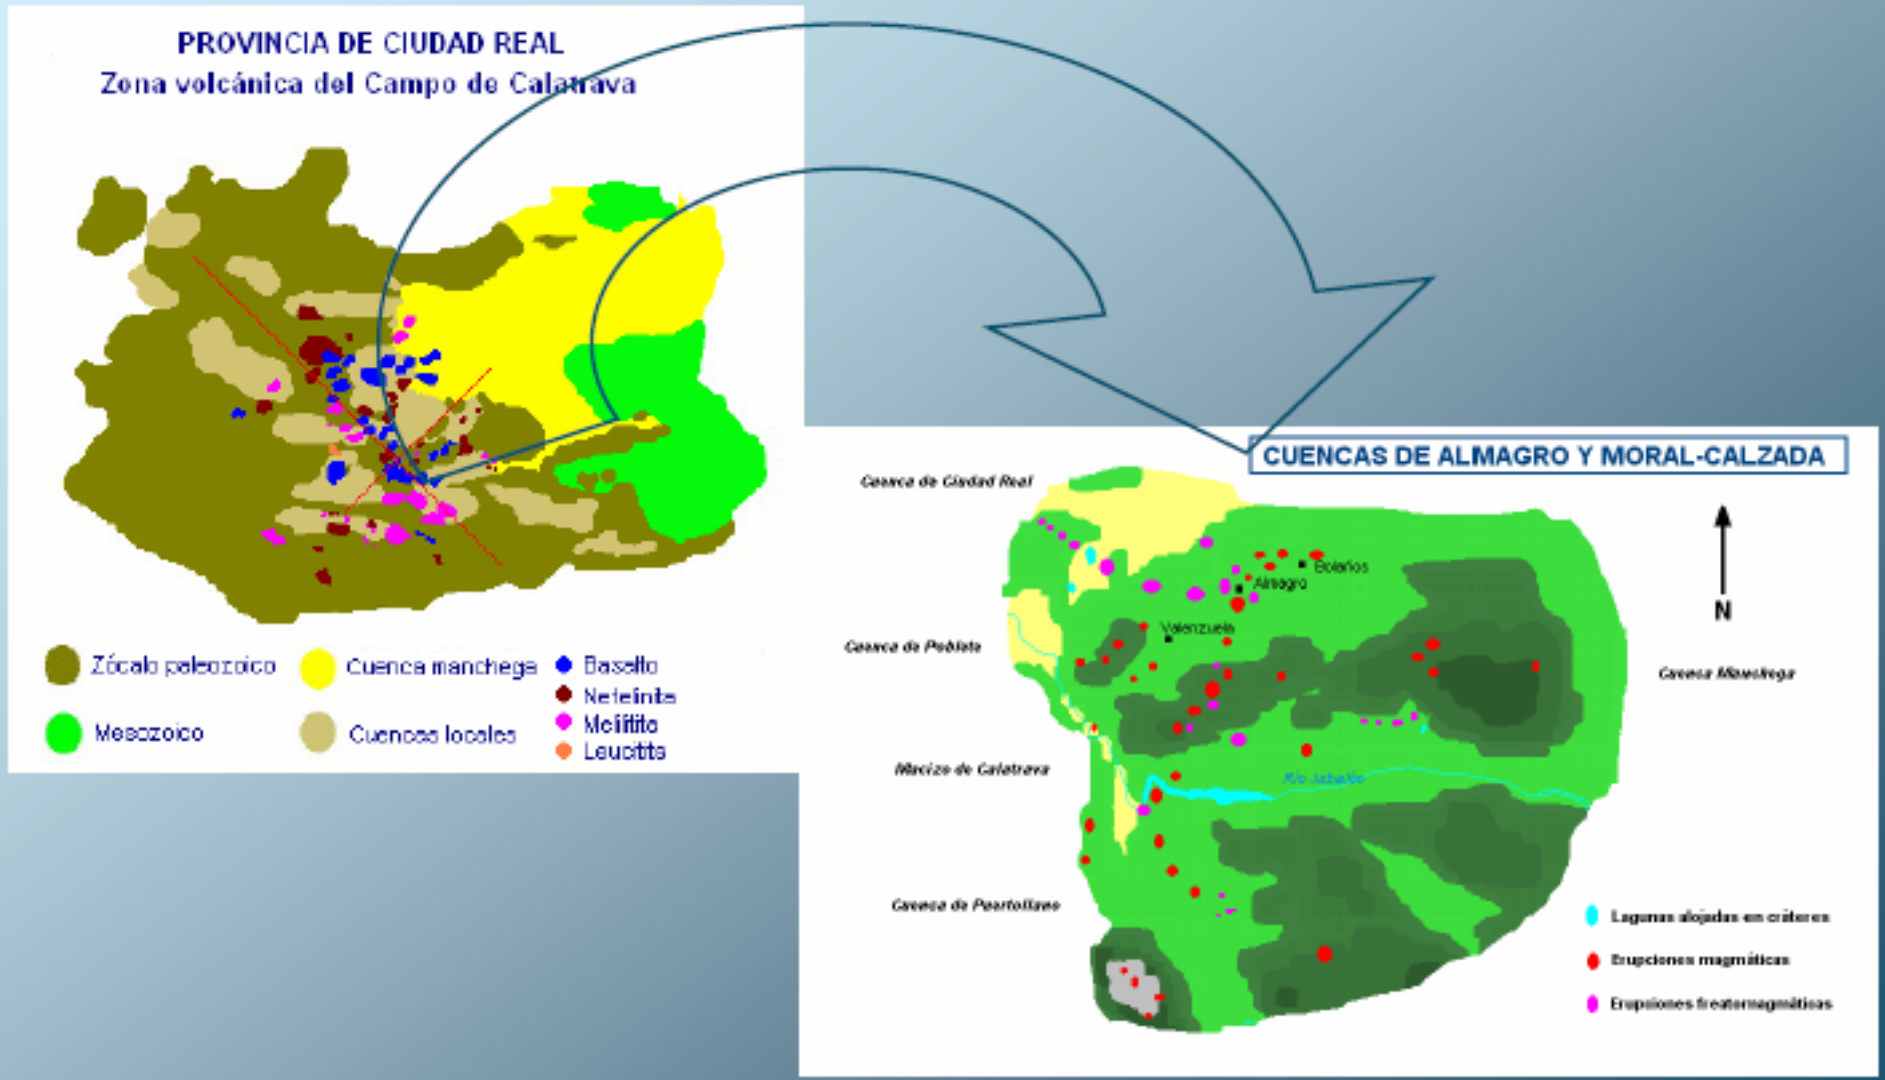 PROVINCIA DE CIUDAD REAL
Zona volcánica del Campo de Calatrava
Zócalo paleozoico
Cuenca manchega
Basalto
Nefelinita
Melilitita
Mesozoico
Cuencas locales
Leucitita
CUENCAS DE ALMAGRO Y MORAL-CALZADA
Cuenca de Ciudad Real
Bolaños
Almagro
N
Valenzuela
Cuenca de Poblete
Cuenca Manchega
Macizo de Calatrava
Río Jabalón
Cuenca de Puertollano
Lagunas alojadas en cráteres
Erupciones magmáticas
Erupciones freatomagmáticas